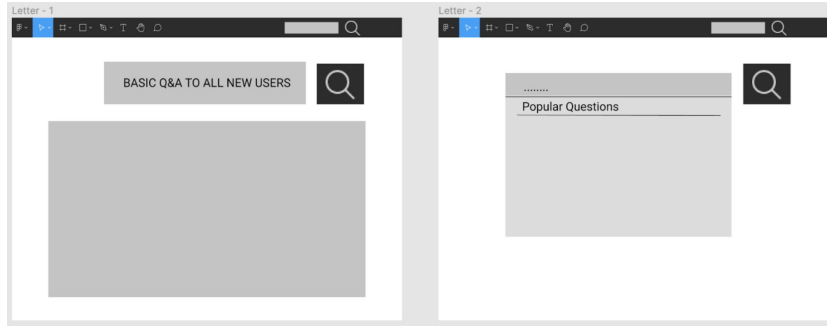 Letter - 1
BASIC Q&A TO ALL NEW USERS
Letter - 2
........
Popular Questions